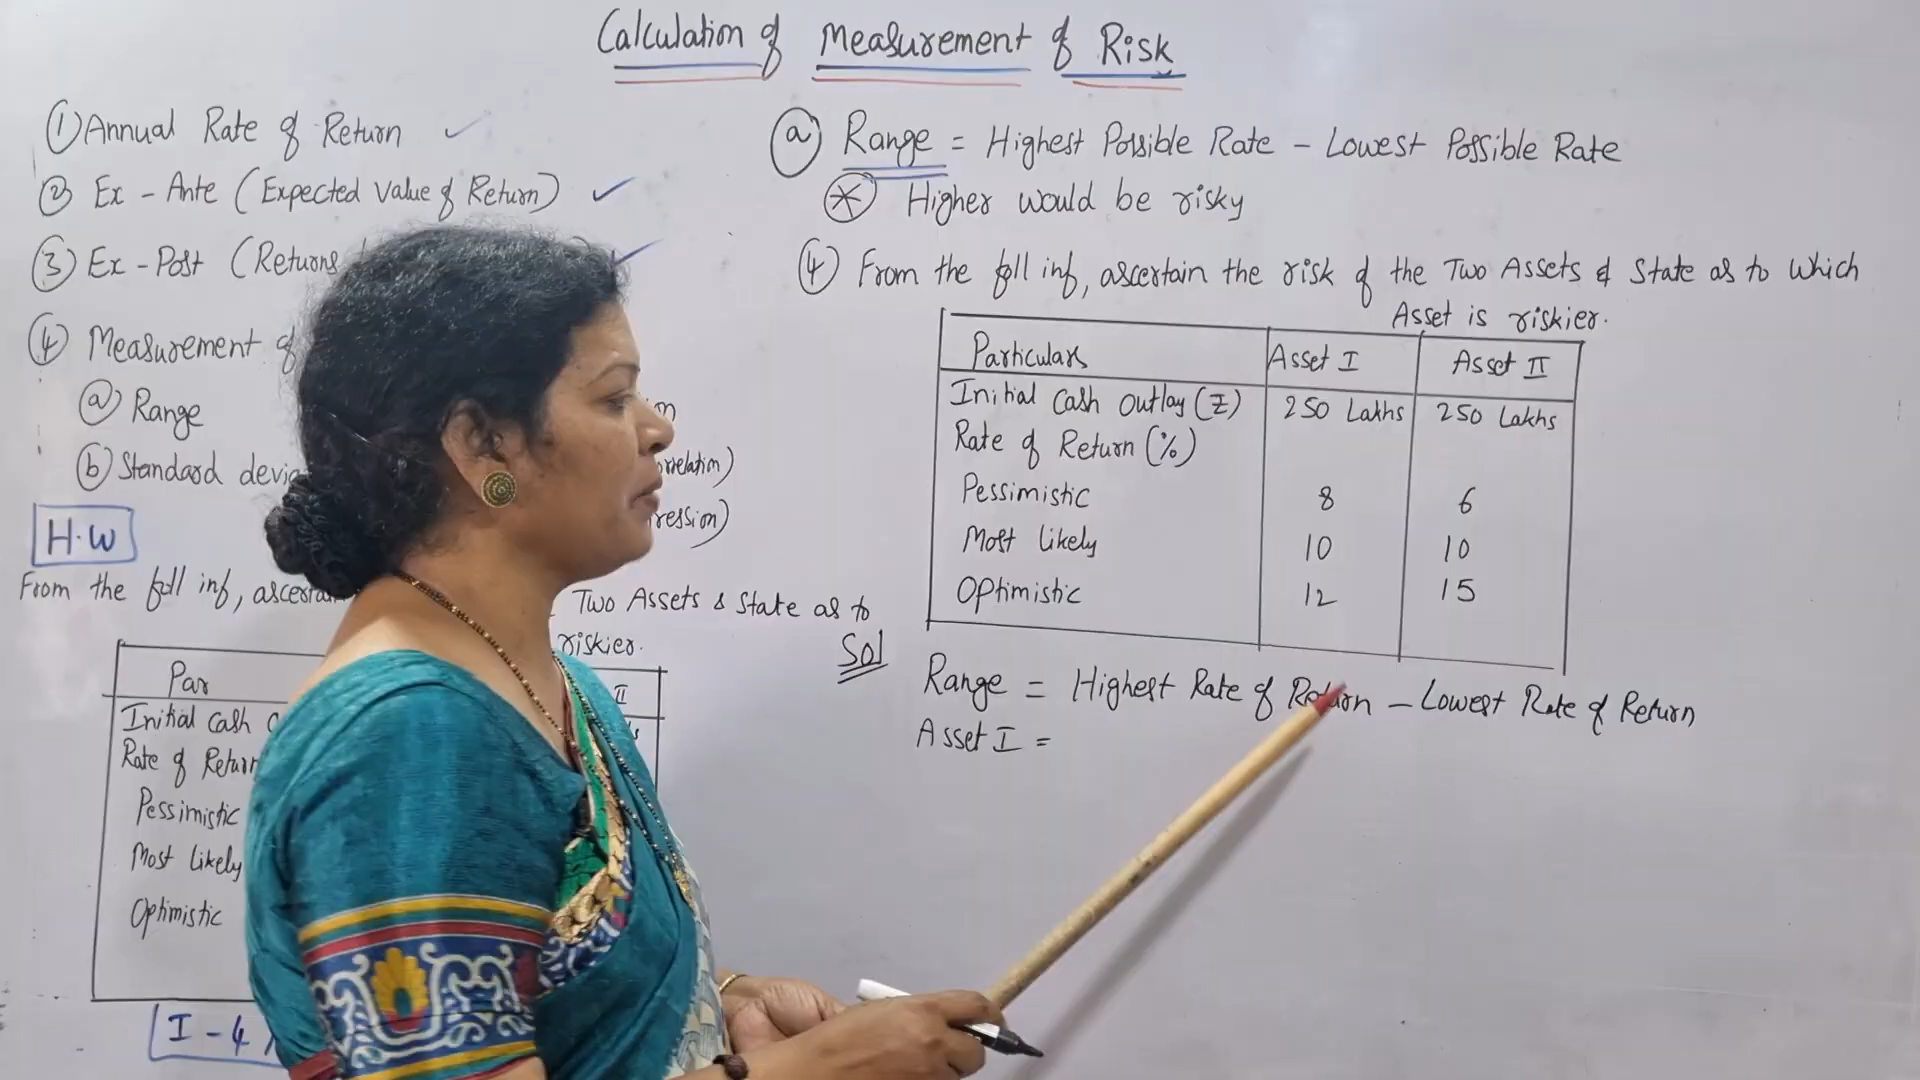 Calculation of Measurement of Risk
① Annual Rate of Return ✓
② Ex - Ante (Expected Value of Return) ✓
③ Ex - Post (Returns
④ Measurement of
ⓐ Range
ⓑ Standard
H.W
From the foll inf, Two Assets & State as to
riskier.
Par II
Initial Cash
Rate of Return
Pessimistic
Most Likely
Optimistic
I - 4
ⓐ Range = Highest Possible Rate - Lowest Possible Rate
Higher would be risky
④ From the foll inf, ascertain the risk of the Two Assets & State as to which
Asset is riskier.
Particulars Asset I Asset II
Initial Cash Outlay (₹) 250 Lakhs 250 Lakhs
Rate of Return (%)
Pessimistic 8 6
Most Likely 10 10
Optimistic 12 15
Sol
Range = Highest Rate of Return - Lowest Rate of Return
Asset I =